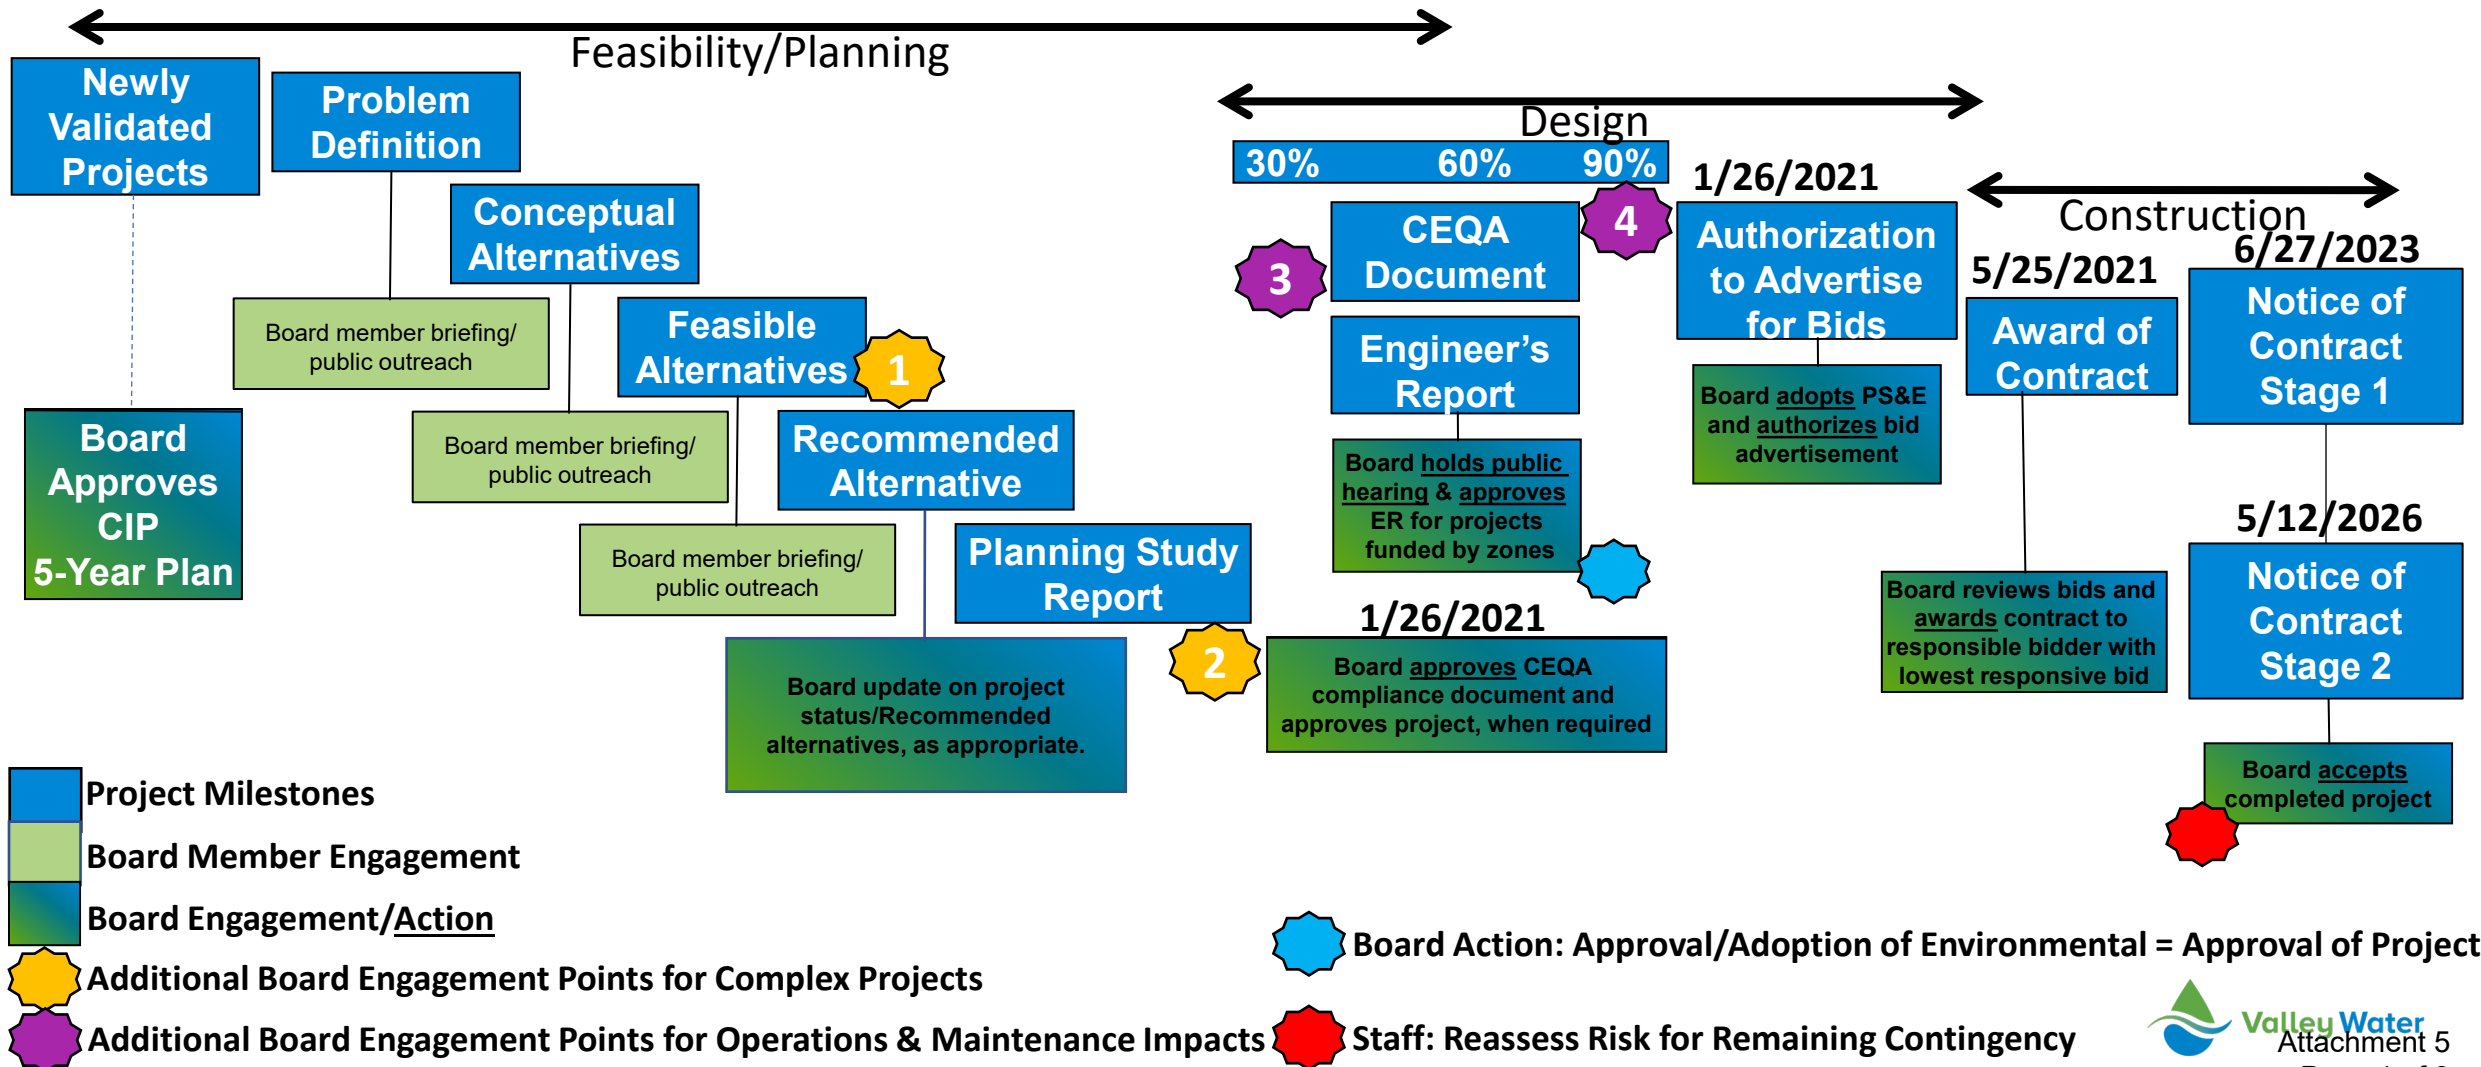 Feasibility/Planning
Newly
Validated
Projects
Problem
Definition
Conceptual
Alternatives
Feasible
Alternatives
1
Recommended
Alternative
Planning Study
Report
2
Board
Approves
CIP
5-Year Plan
Board member briefing/
public outreach
Board member briefing/
public outreach
Board member briefing/
public outreach
Board update on project
status/Recommended
alternatives, as appropriate.
Design
30% 60% 90%
3
CEQA
Document
4
Engineer’s
Report
Board holds public
hearing & approves
ER for projects
funded by zones
1/26/2021
Board approves CEQA
compliance document and
approves project, when required
1/26/2021
Authorization
to Advertise
for Bids
Board adopts PS&E
and authorizes bid
advertisement
Construction
5/25/2021
Award of
Contract
Board reviews bids and
awards contract to
responsible bidder with
lowest responsive bid
6/27/2023
Notice of
Contract
Stage 1
5/12/2026
Notice of
Contract
Stage 2
Board accepts
completed project
Project Milestones
Board Member Engagement
Board Engagement/Action
Additional Board Engagement Points for Complex Projects
Additional Board Engagement Points for Operations & Maintenance Impacts
Board Action: Approval/Adoption of Environmental = Approval of Project
Staff: Reassess Risk for Remaining Contingency
Valley Water
Attachment 5